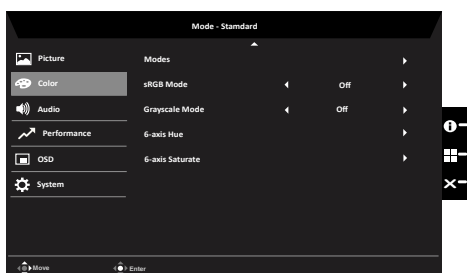 Mode - Standard
Picture
Modes
Color
sRGB Mode
Off
Audio
Grayscale Mode
Off
Performance
6-axis Hue
OSD
6-axis Saturate
System
Move
Enter